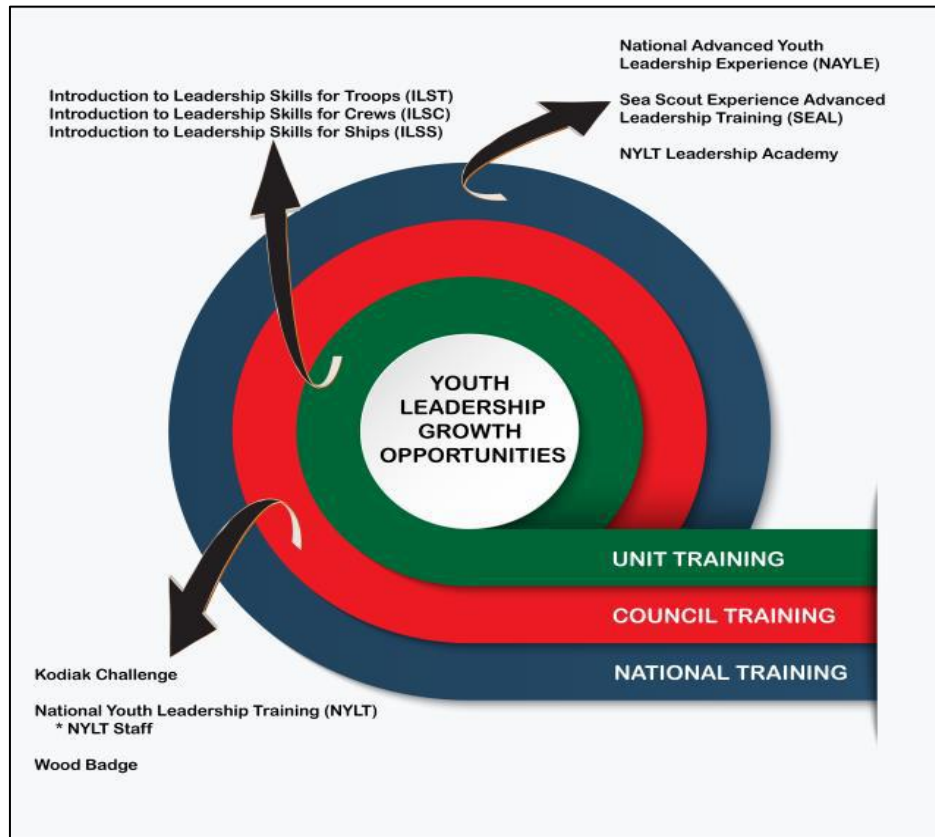 National Advanced Youth
Leadership Experience (NAYLE)
Sea Scout Experience Advanced
Leadership Training (SEAL)
NYLT Leadership Academy
Introduction to Leadership Skills for Troops (ILST)
Introduction to Leadership Skills for Crews (ILSC)
Introduction to Leadership Skills for Ships (ILSS)
YOUTH
LEADERSHIP
GROWTH
OPPORTUNITIES
UNIT TRAINING
COUNCIL TRAINING
NATIONAL TRAINING
Kodiak Challenge
National Youth Leadership Training (NYLT)
* NYLT Staff
Wood Badge